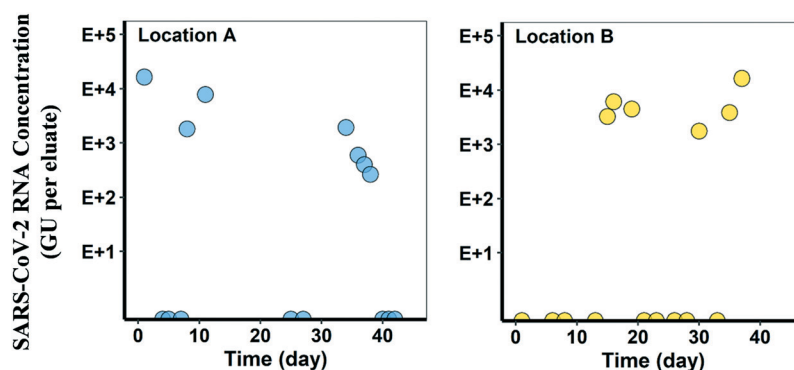 SARS-CoV-2 RNA Concentration
(GU per eluate)
Location A
E+5
E+4
E+3
E+2
E+1
0 10 20 30 40
Time (day)
Location B
E+5
E+4
E+3
E+2
E+1
0 10 20 30 40
Time (day)